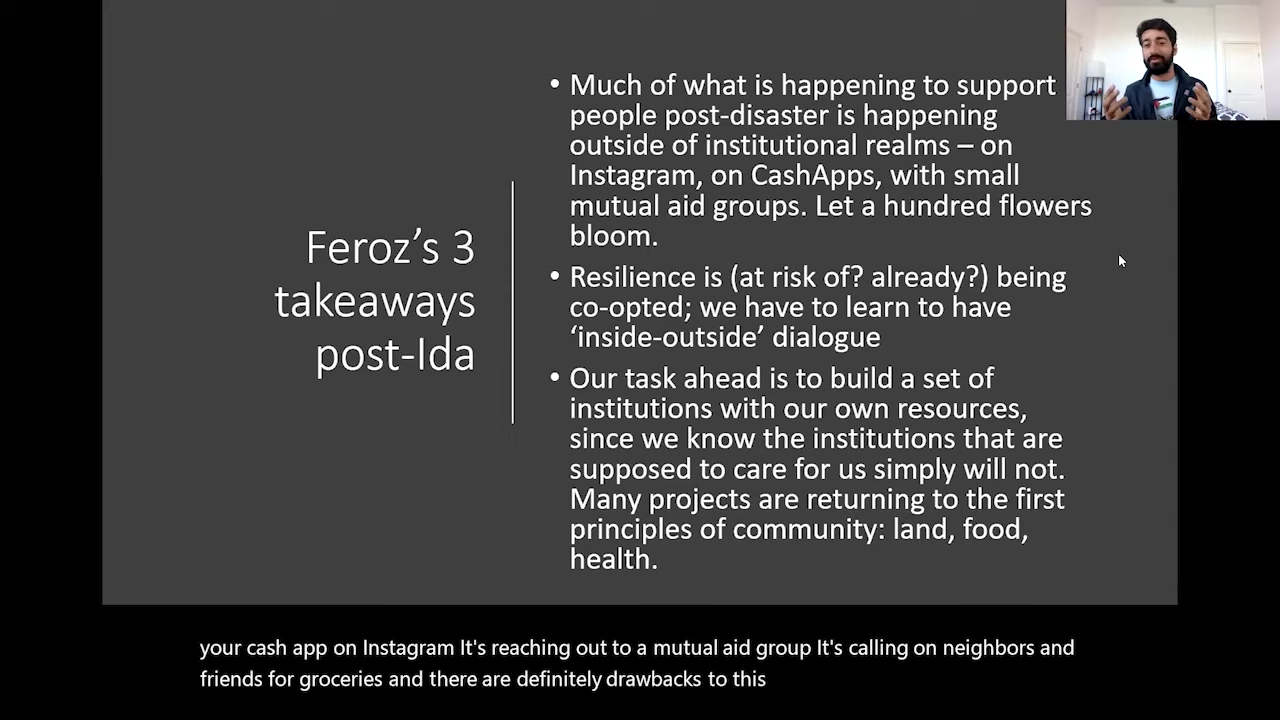 Feroz’s 3
takeaways
post-Ida
• Much of what is happening to support
people post-disaster is happening
outside of institutional realms – on
Instagram, on CashApps, with small
mutual aid groups. Let a hundred flowers
bloom.
• Resilience is (at risk of? already?) being
co-opted; we have to learn to have
‘inside-outside’ dialogue
• Our task ahead is to build a set of
institutions with our own resources,
since we know the institutions that are
supposed to care for us simply will not.
Many projects are returning to the first
principles of community: land, food,
health.
your cash app on Instagram It's reaching out to a mutual aid group It's calling on neighbors and
friends for groceries and there are definitely drawbacks to this